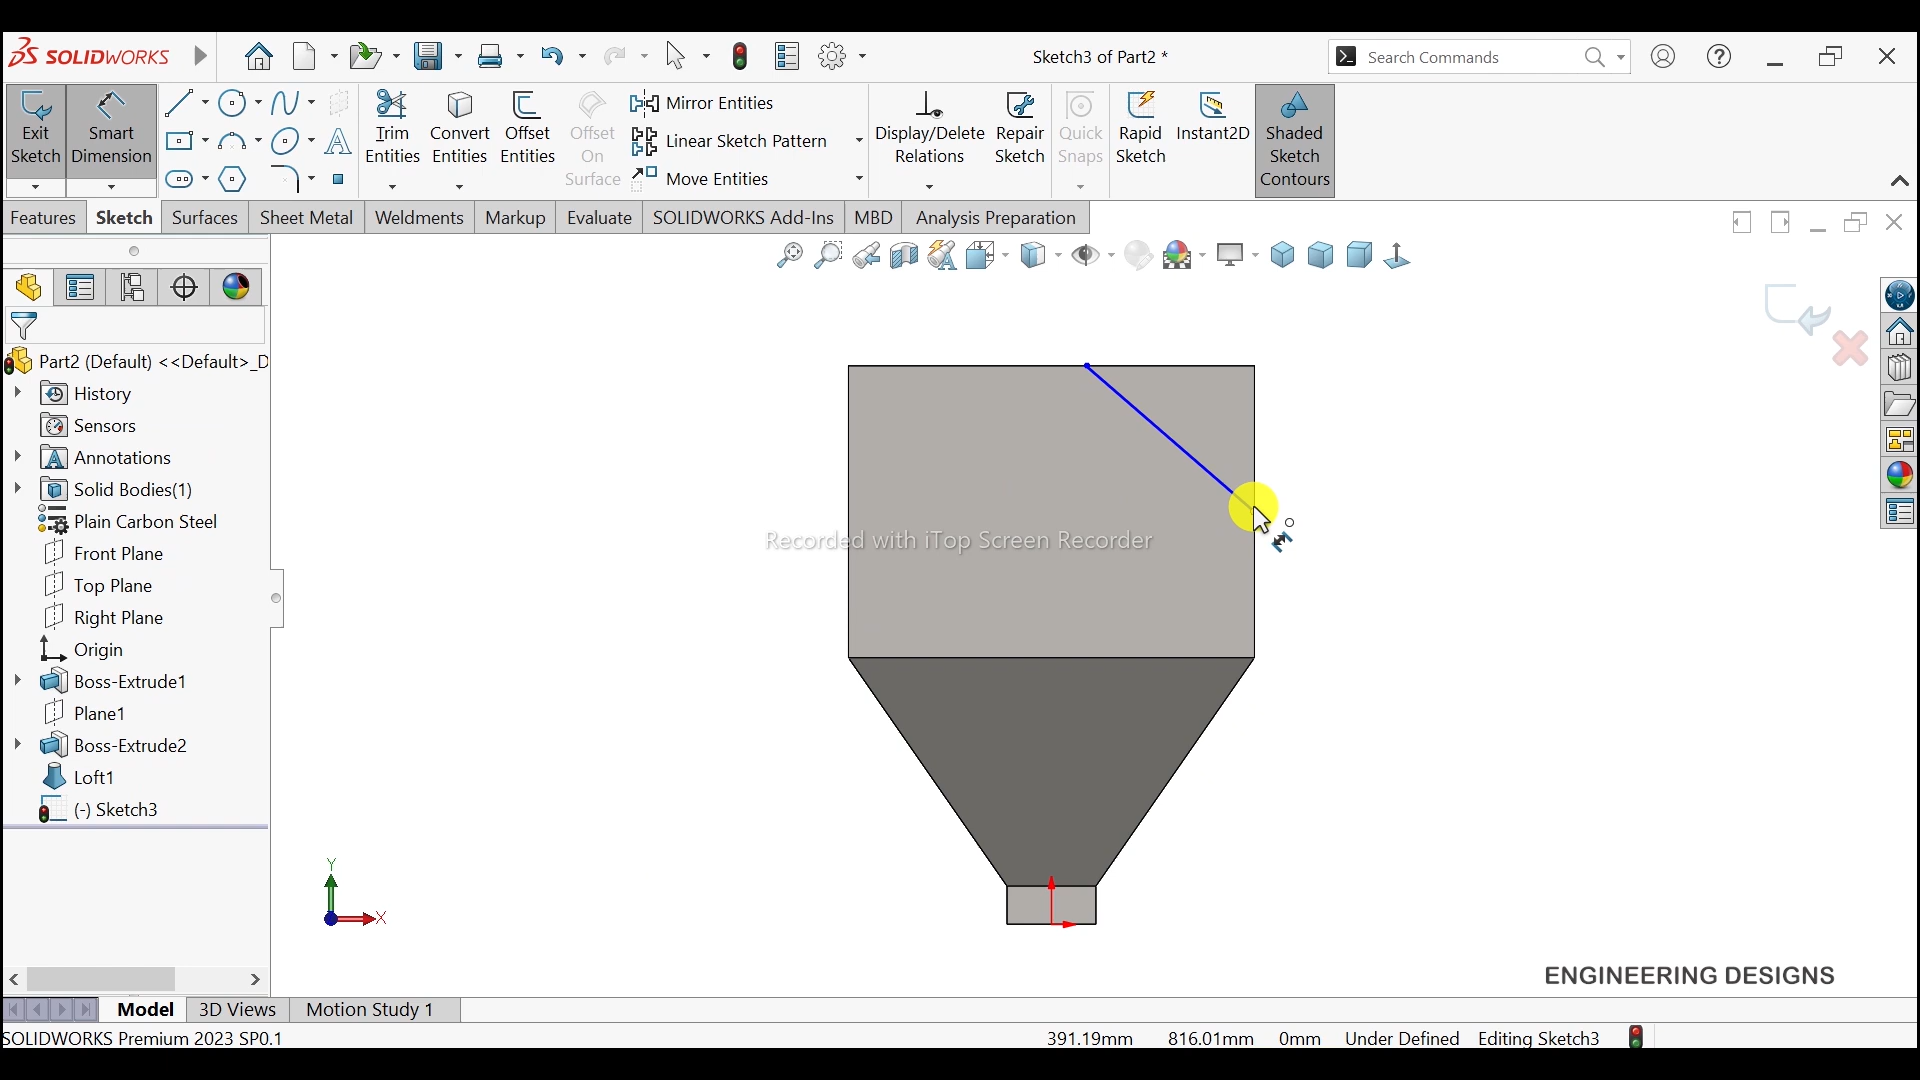 SOLIDWORKS
Sketch3 of Part2 *
Search Commands
Exit Sketch
Smart Dimension
Trim Entities
Convert Entities
Offset Entities
Offset On Surface
Mirror Entities
Linear Sketch Pattern
Move Entities
Display/Delete Relations
Repair Sketch
Quick Snaps
Rapid Sketch
Instant2D
Shaded Sketch Contours
Features
Sketch
Surfaces
Sheet Metal
Weldments
Markup
Evaluate
SOLIDWORKS Add-Ins
MBD
Analysis Preparation
Part2 (Default) <<Default>_D
History
Sensors
Annotations
Solid Bodies(1)
Plain Carbon Steel
Front Plane
Top Plane
Right Plane
Origin
Boss-Extrude1
Plane1
Boss-Extrude2
Loft1
(-) Sketch3
Recorded with iTop Screen Recorder
Y
X
ENGINEERING DESIGNS
Model
3D Views
Motion Study 1
SOLIDWORKS Premium 2023 SP0.1
391.19mm
816.01mm
0mm
Under Defined
Editing Sketch3